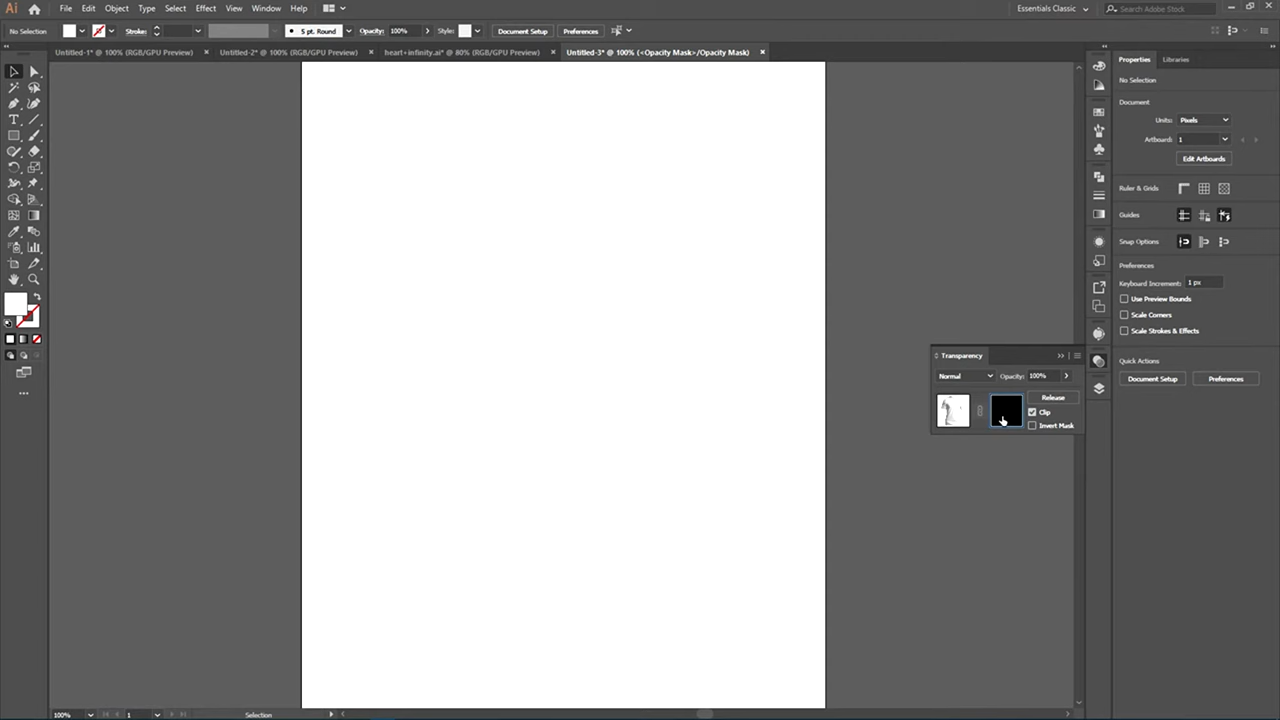 Ai File Edit Object Type Select Effect View Window Help Essentials Classic Search Adobe Stock
No Selection Stroke: 5 pt. Round Opacity: 100% Style: Document Setup Preferences
Untitled-1* @ 100% (RGB/GPU Preview) × Untitled-2* @ 100% (RGB/GPU Preview) × heart+infinity.ai* @ 80% (RGB/GPU Preview) × Untitled-3* @ 100% (<Opacity Mask>/Opacity Mask) ×
Properties Libraries
No Selection
Document
Units: Pixels
Artboard: 1
Edit Artboards
Ruler & Grids
Guides
Snap Options
Preferences
Keyboard Increment: 1 px
Use Preview Bounds
Scale Corners
Scale Strokes & Effects
Quick Actions
Document Setup Preferences
Transparency
Normal Opacity: 100%
Release
Clip
Invert Mask
100% 1 Selection